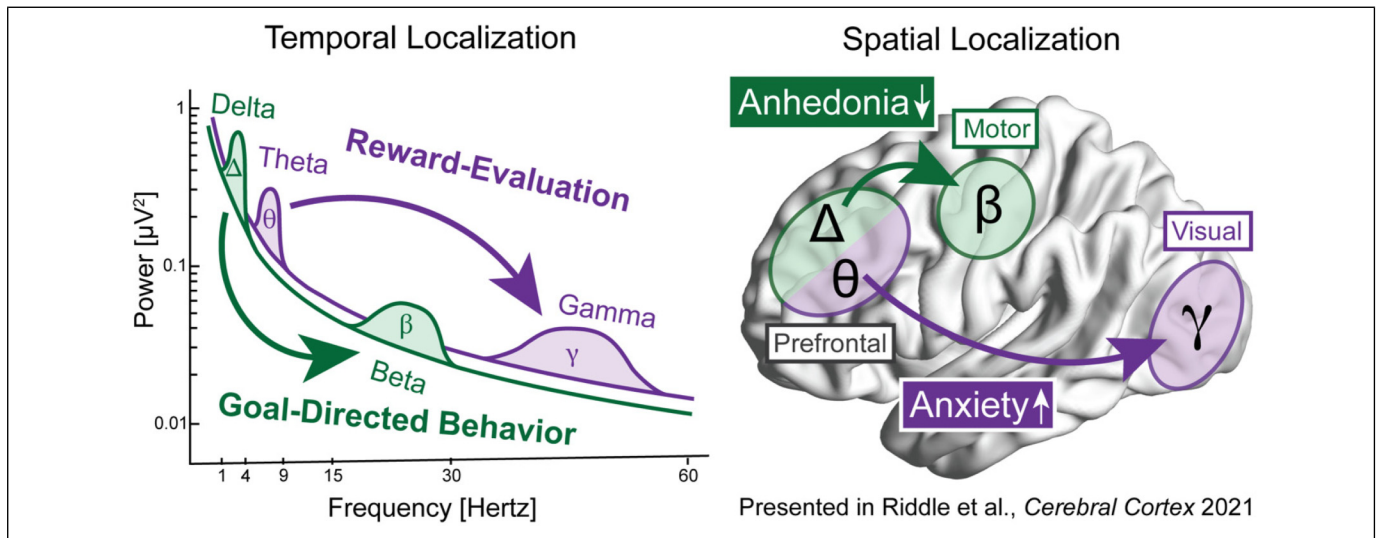 Temporal Localization
Power [µV²]
1
0.1
0.01
Delta
Δ
Theta
θ
Reward-Evaluation
β
Beta
Gamma
γ
Goal-Directed Behavior
1 4 9 15 30 60
Frequency [Hertz]
Spatial Localization
Anhedonia↓
Motor
Δ
β
θ
Visual
γ
Prefrontal
Anxiety↑
Presented in Riddle et al., Cerebral Cortex 2021